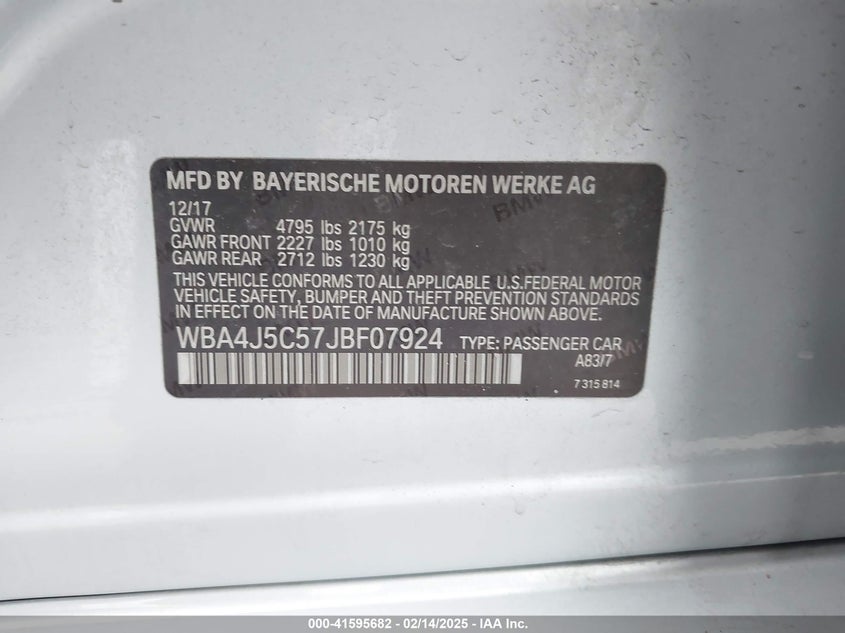 MFD BY BAYERISCHE MOTOREN WERKE AG
12/17
GVWR 4795 lbs 2175 kg
GAWR FRONT 2227 lbs 1010 kg
GAWR REAR 2712 lbs 1230 kg
THIS VEHICLE CONFORMS TO ALL APPLICABLE U.S.FEDERAL MOTOR
VEHICLE SAFETY, BUMPER AND THEFT PREVENTION STANDARDS
IN EFFECT ON THE DATE OF MANUFACTURE SHOWN ABOVE.
WBA4J5C57JBF07924 TYPE: PASSENGER CAR
A83/7
7 315 814
000-41595682 - 02/14/2025 - IAA Inc.